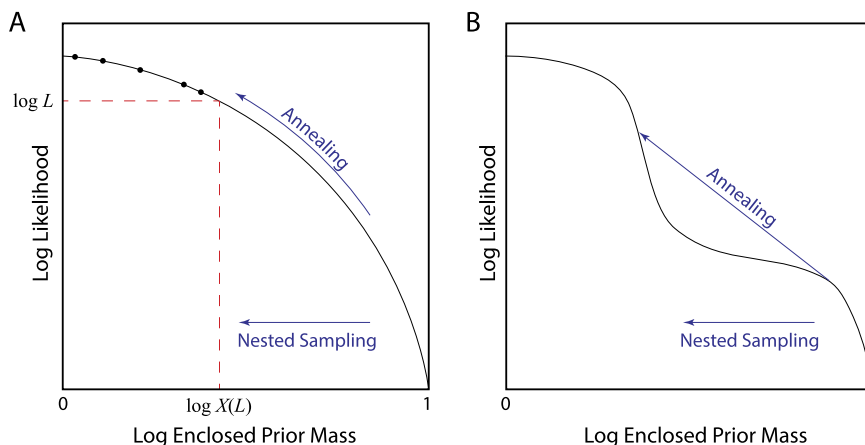 A
log L
Log Likelihood
Annealing
Nested Sampling
0
log X(L)
1
Log Enclosed Prior Mass
B
Log Likelihood
Annealing
Nested Sampling
0
Log Enclosed Prior Mass